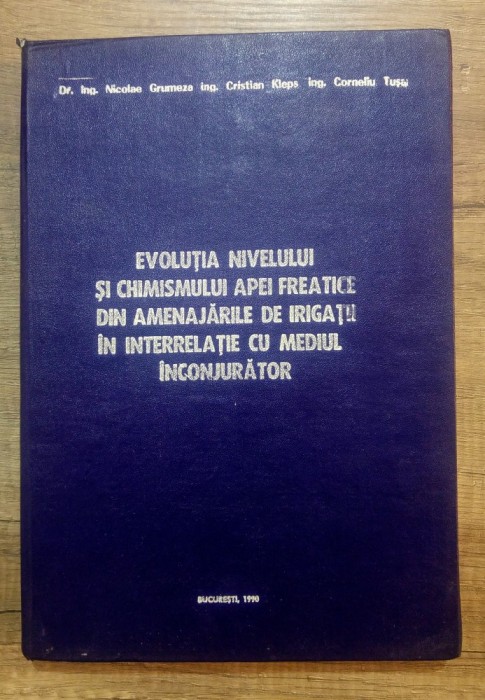 Dr. Ing. Nicolae Grumeza ing. Cristian Kleps ing. Corneliu Tușa
EVOLUȚIA NIVELULUI
ȘI CHIMISMULUI APEI FREATICE
DIN AMENAJĂRILE DE IRIGAȚII
ÎN INTERRELAȚIE CU MEDIUL
ÎNCONJURĂTOR
BUCUREȘTI, 1990